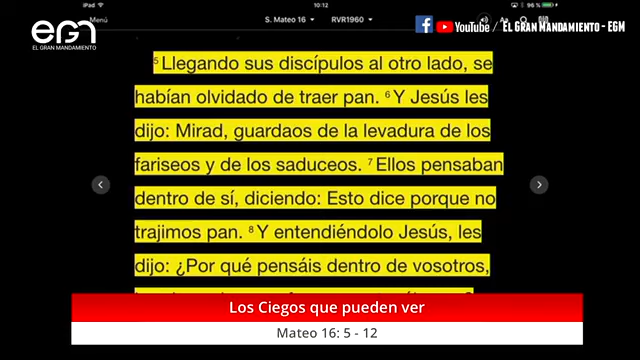 iPad
10:12
96 %
Menú
S. Mateo 16
RVR1960
EGM
EL GRAN MANDAMIENTO
YouTube / El Gran Mandamiento - EGM
5 Llegando sus discípulos al otro lado, se
habían olvidado de traer pan. 6 Y Jesús les
dijo: Mirad, guardaos de la levadura de los
fariseos y de los saduceos. 7 Ellos pensaban
dentro de sí, diciendo: Esto dice porque no
trajimos pan. 8 Y entendiéndolo Jesús, les
dijo: ¿Por qué pensáis dentro de vosotros,
Los Ciegos que pueden ver
Mateo 16: 5 - 12